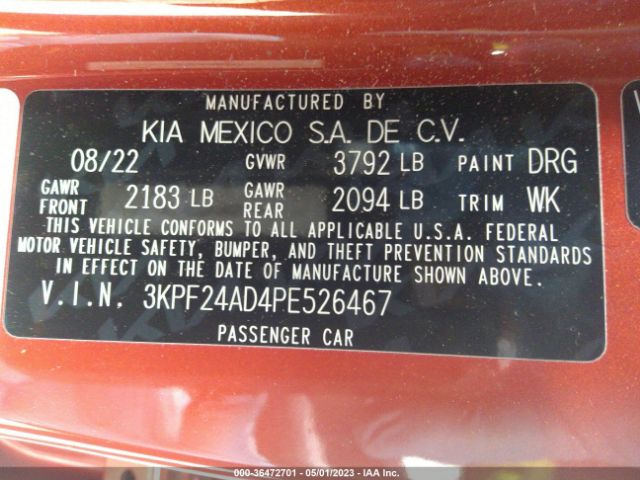 MANUFACTURED BY
KIA MEXICO S.A. DE C.V.
08/22 GVWR 3792 LB PAINT DRG
GAWR FRONT 2183 LB GAWR REAR 2094 LB TRIM WK
THIS VEHICLE CONFORMS TO ALL APPLICABLE U.S.A. FEDERAL
MOTOR VEHICLE SAFETY, BUMPER, AND THEFT PREVENTION STANDARDS
IN EFFECT ON THE DATE OF MANUFACTURE SHOWN ABOVE.
V.I.N. 3KPF24AD4PE526467
PASSENGER CAR
000-36472701 - 05/01/2023 - IAA Inc.